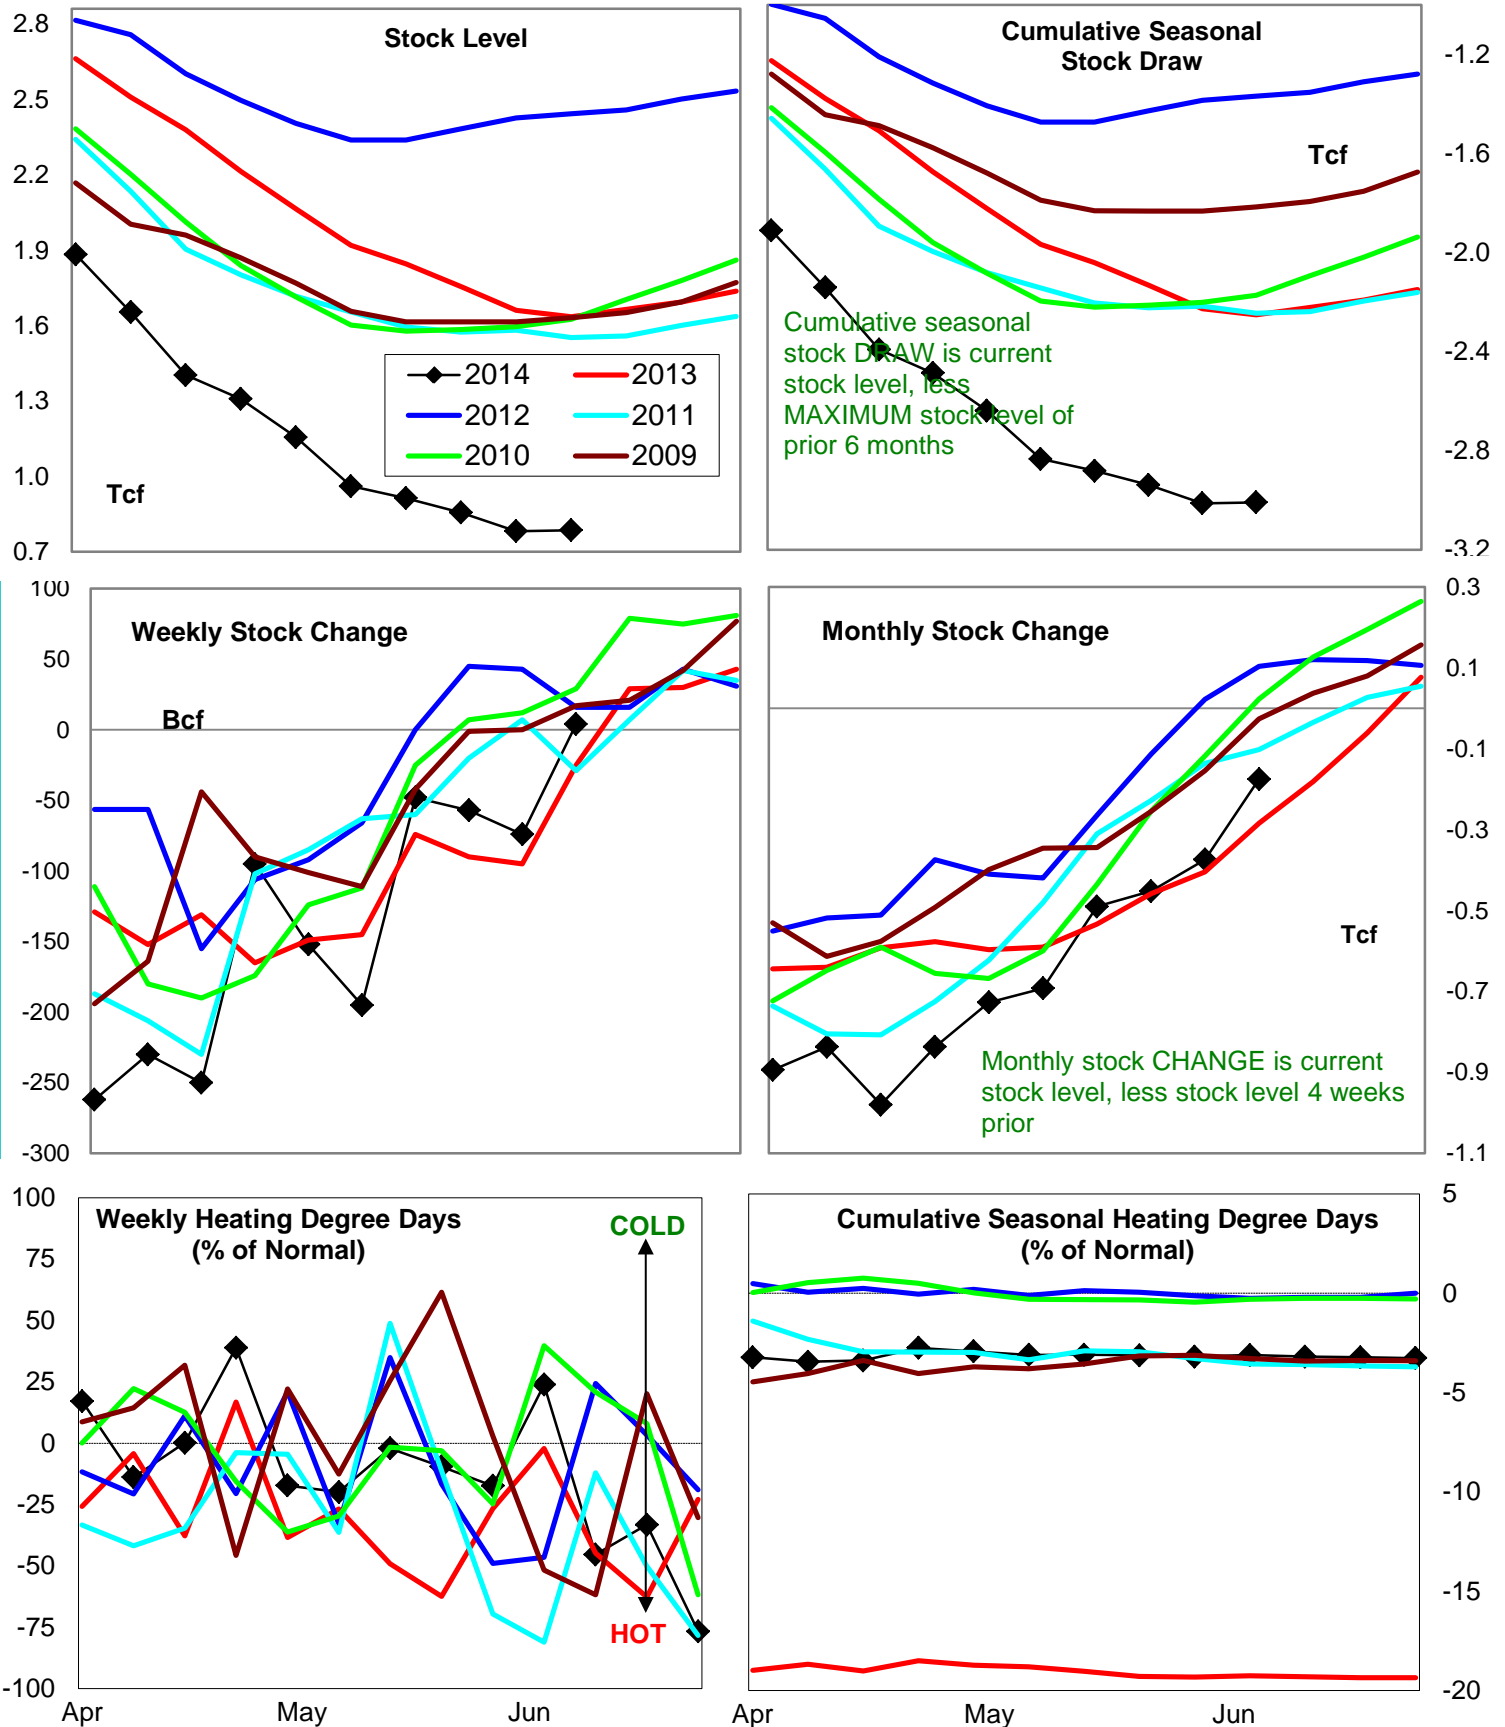 Stock Level
2.8
2.5
2.2
1.9
1.6
1.3
1.0
0.7
Tcf
2014
2013
2012
2011
2010
2009
Cumulative Seasonal
Stock Draw
Tcf
-1.2
-1.6
-2.0
-2.4
-2.8
-3.2
Cumulative seasonal
stock DRAW is current
stock level, less
MAXIMUM stock level of
prior 6 months
Weekly Stock Change
Bcf
100
50
0
-50
-100
-150
-200
-250
-300
Monthly Stock Change
0.3
0.1
-0.1
-0.3
-0.5
-0.7
-0.9
-1.1
Tcf
Monthly stock CHANGE is current
stock level, less stock level 4 weeks
prior
Weekly Heating Degree Days
(% of Normal)
COLD
HOT
100
75
50
25
0
-25
-50
-75
-100
Apr
May
Jun
Cumulative Seasonal Heating Degree Days
(% of Normal)
5
0
-5
-10
-15
-20
Apr
May
Jun